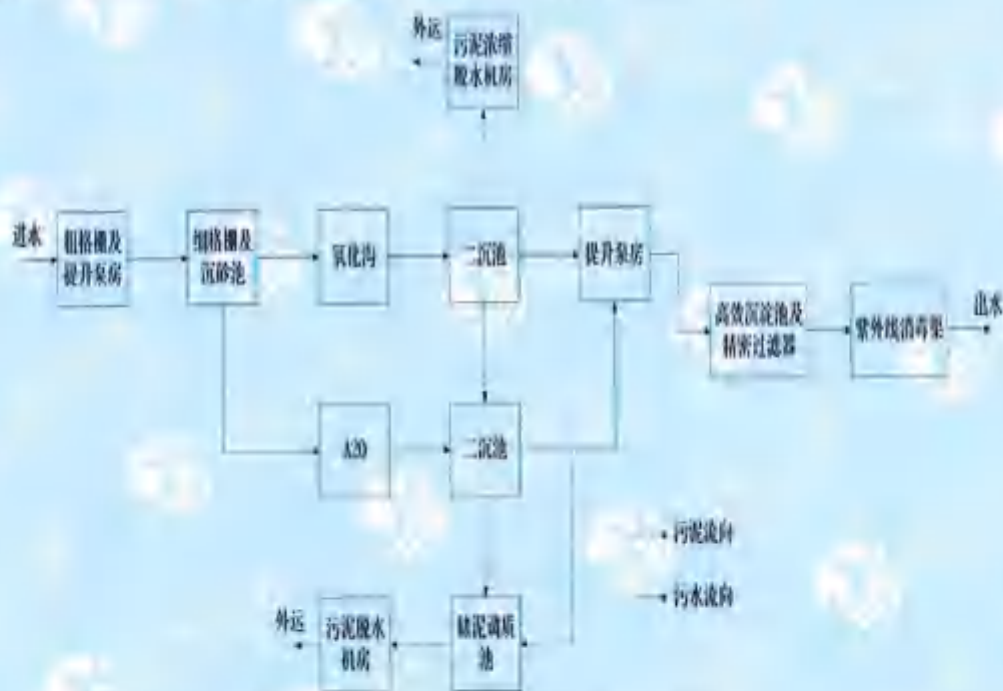 外运
污泥浓缩
脱水机房
进水
粗格栅及
提升泵房
细格栅及
沉砂池
氧化沟
二沉池
提升泵房
高效沉淀池及
精密过滤器
紫外线消毒渠
出水
A2O
二沉池
污泥流向
污水流向
外运
污泥脱水
机房
储泥调质
池